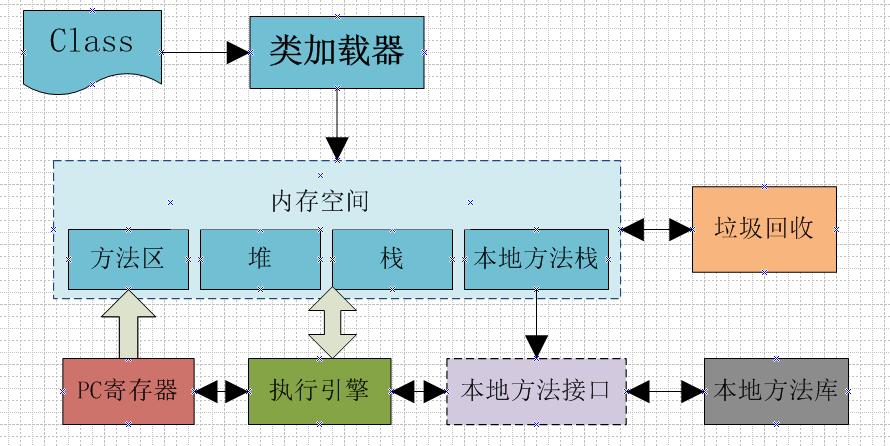 Class
类加载器
内存空间
方法区
堆
栈
本地方法栈
垃圾回收
PC寄存器
执行引擎
本地方法接口
本地方法库